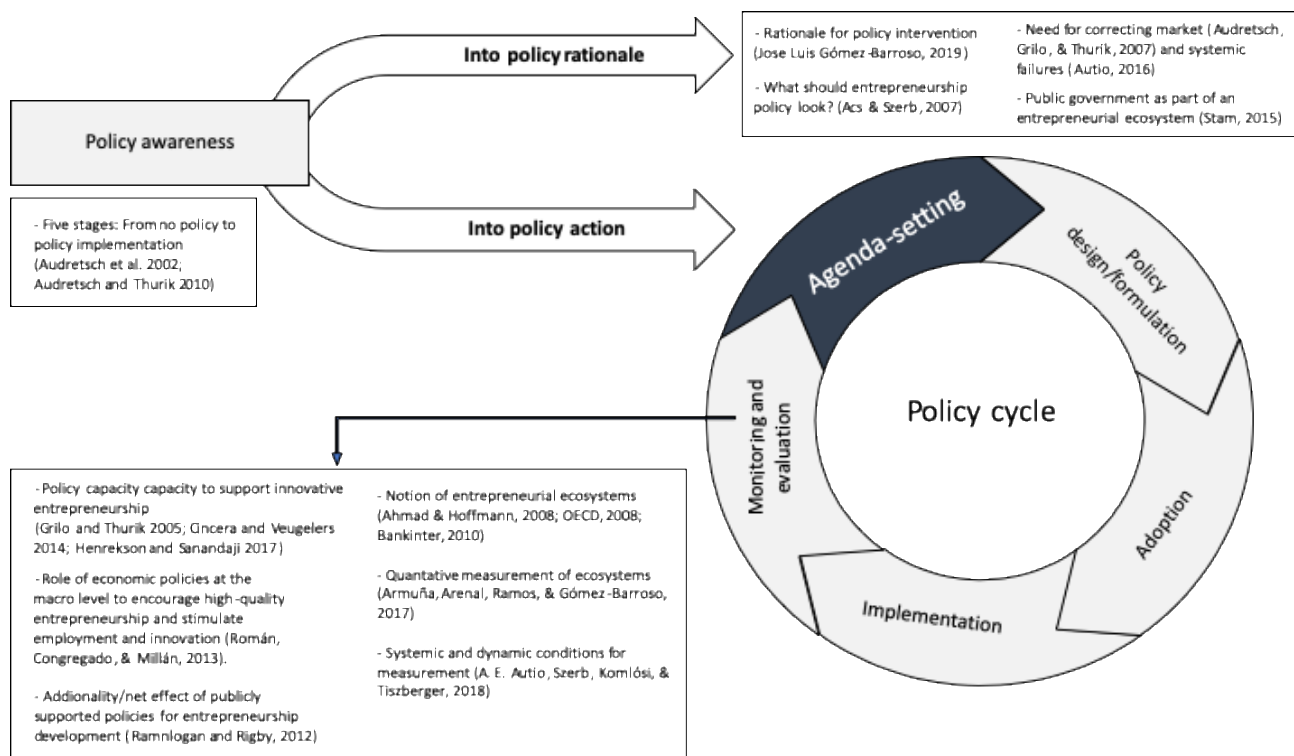 Into policy rationale
- Rationale for policy intervention
(Jose Luis Gómez-Barroso, 2019)
- What should entrepreneurship
policy look? (Acs & Szerb, 2007)
- Need for correcting market (Audretsch,
Grilo, & Thurik, 2007) and systemic
failures (Autio, 2016)
- Public government as part of an
entrepreneurial ecosystem (Stam, 2015)
Policy awareness
- Five stages: From no policy to
policy implementation
(Audretsch et al. 2002;
Audretsch and Thurik 2010)
Into policy action
Agenda-setting
Policy
design/formulation
Adoption
Implementation
Monitoring and
evaluation
Policy cycle
- Policy capacity capacity to support innovative
entrepreneurship
(Grilo and Thurik 2005; Cincera and Veugelers
2014; Henrekson and Sanandaji 2017)
- Role of economic policies at the
macro level to encourage high-quality
entrepreneurship and stimulate
employment and innovation (Román,
Congregado, & Millán, 2013).
- Addionality/net effect of publicly
supported policies for entrepreneurship
development (Ramnlogan and Rigby, 2012)
- Notion of entrepreneurial ecosystems
(Ahmad & Hoffmann, 2008; OECD, 2008;
Bankinter, 2010)
- Quantative measurement of ecosystems
(Armuña, Arenal, Ramos, & Gómez-Barroso,
2017)
- Systemic and dynamic conditions for
measurement (A. E. Autio, Szerb, Komlósi, &
Tiszberger, 2018)